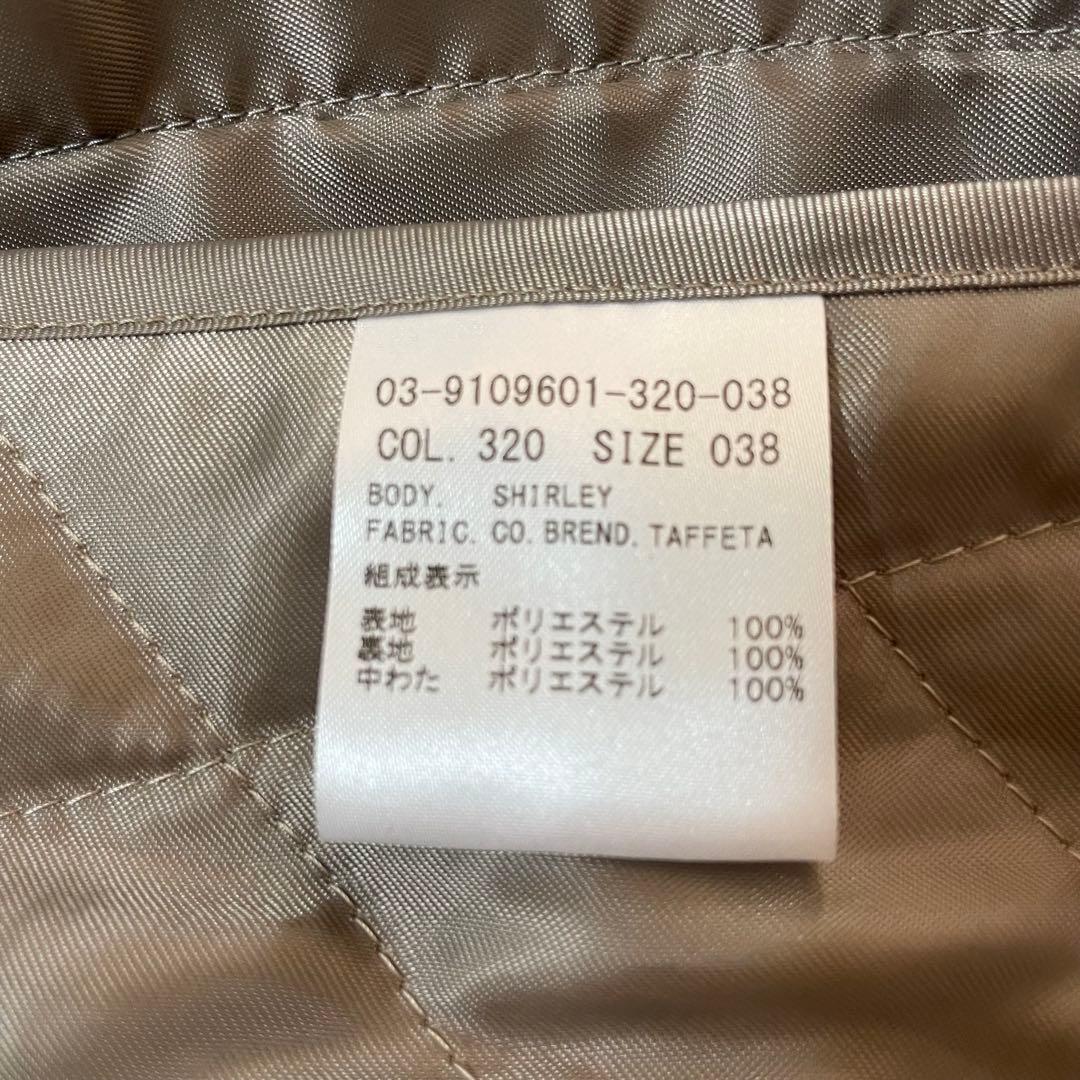 03-9109601-320-038
COL. 320 SIZE 038
BODY. SHIRLEY
FABRIC. CO. BREND. TAFFETA
組成表示
表地 ポリエステル 100%
裏地 ポリエステル 100%
中わた ポリエステル 100%